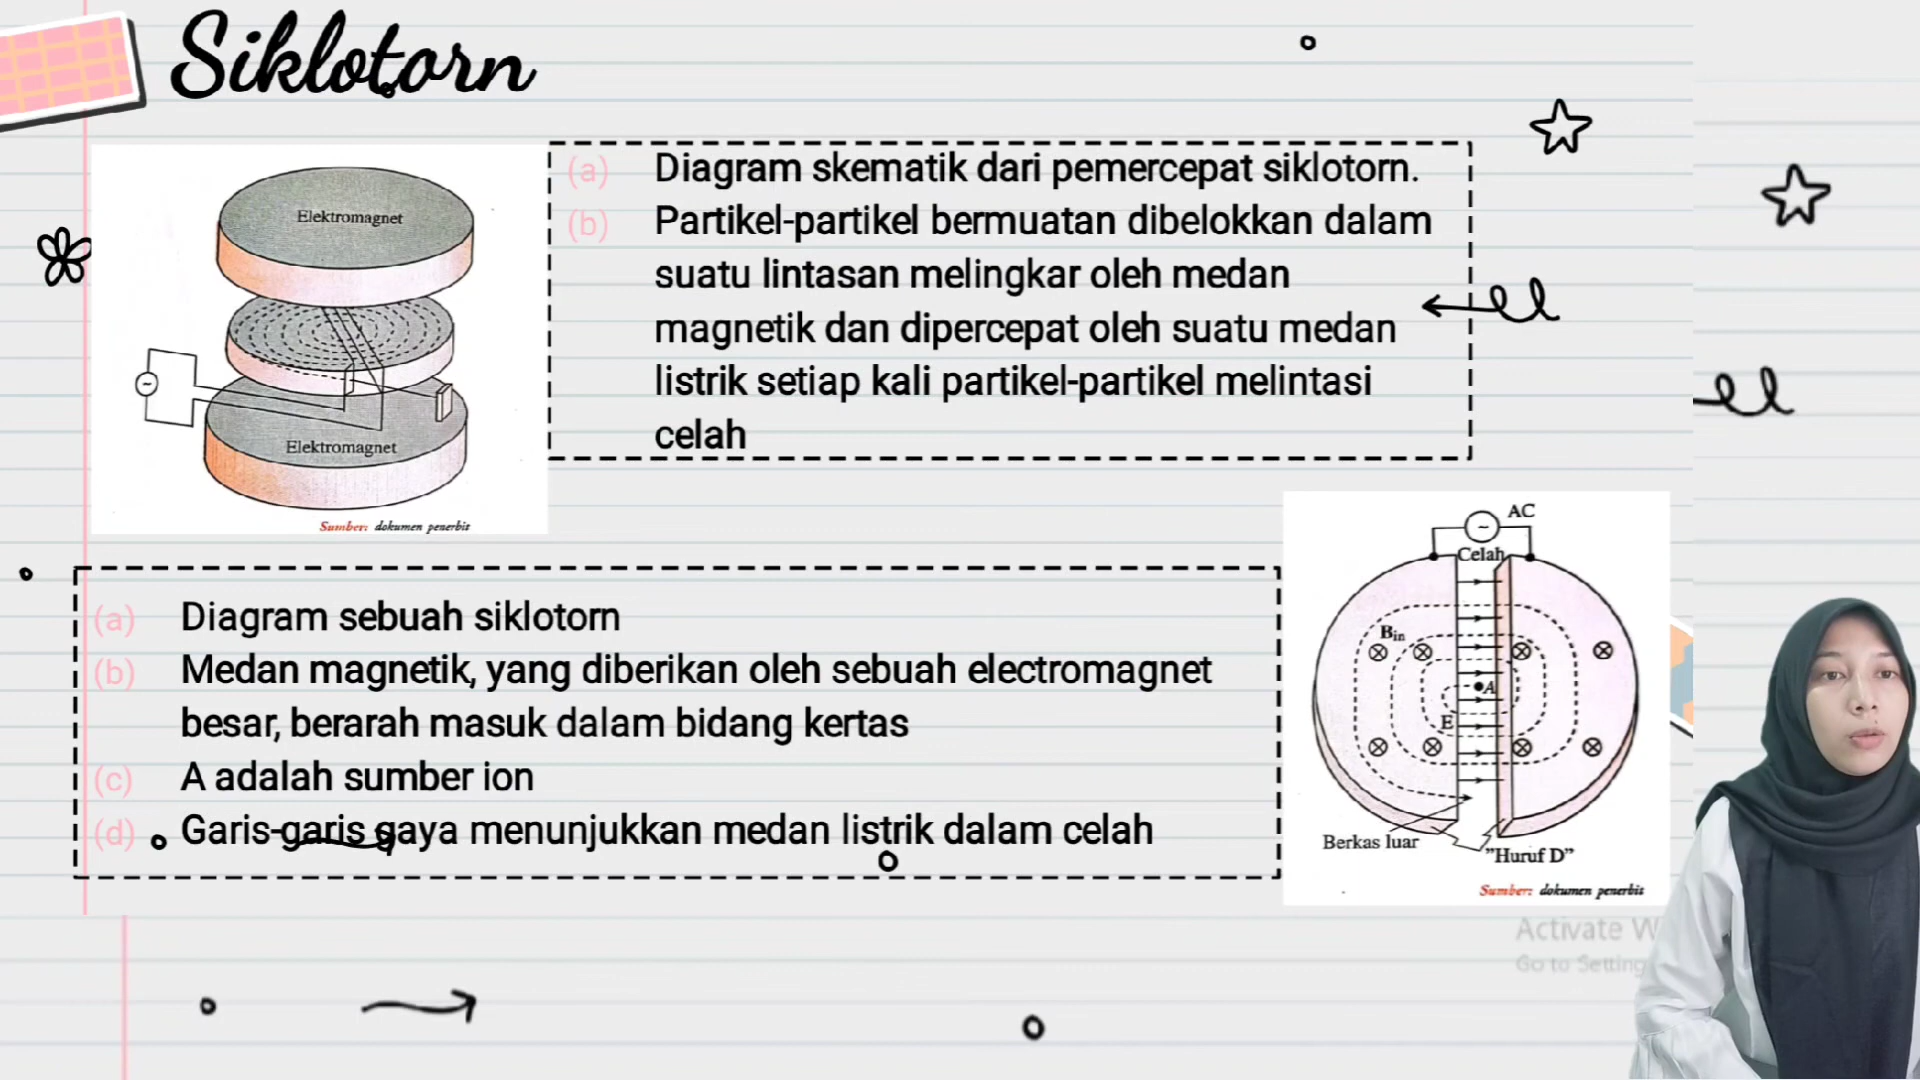 Siklotorn
Elektromagnet
Elektromagnet
Sumber: dokumen penerbit
(a) Diagram skematik dari pemercepat siklotorn.
(b) Partikel-partikel bermuatan dibelokkan dalam
suatu lintasan melingkar oleh medan
magnetik dan dipercepat oleh suatu medan
listrik setiap kali partikel-partikel melintasi
celah
(a) Diagram sebuah siklotorn
(b) Medan magnetik, yang diberikan oleh sebuah electromagnet
besar, berarah masuk dalam bidang kertas
(c) A adalah sumber ion
(d) Garis-garis gaya menunjukkan medan listrik dalam celah
AC
Celah
Bin
A
E
Berkas luar
"Huruf D"
Sumber: dokumen penerbit
Activate W
Go to Setting